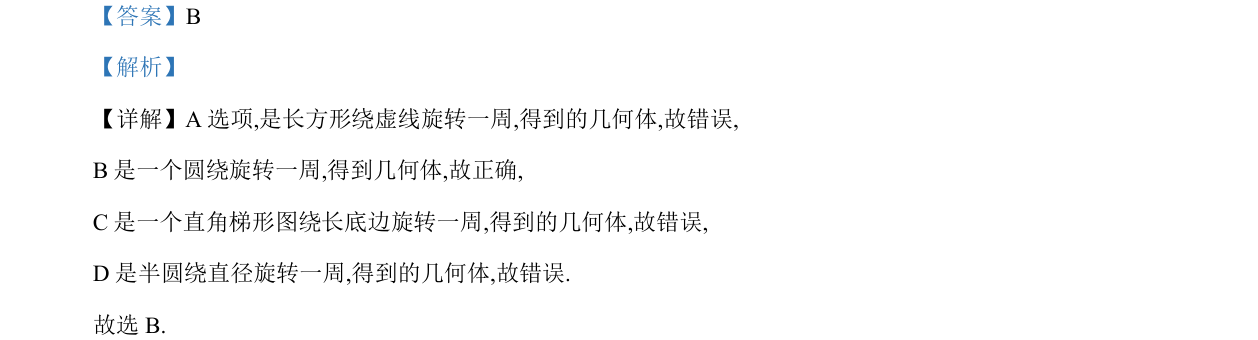 【答案】B
【解析】
【详解】A 选项,是长方形绕虚线旋转一周,得到的几何体,故错误,
B 是一个圆绕旋转一周,得到几何体,故正确,
C 是一个直角梯形图绕长底边旋转一周,得到的几何体,故错误,
D 是半圆绕直径旋转一周,得到的几何体,故错误.
故选 B.